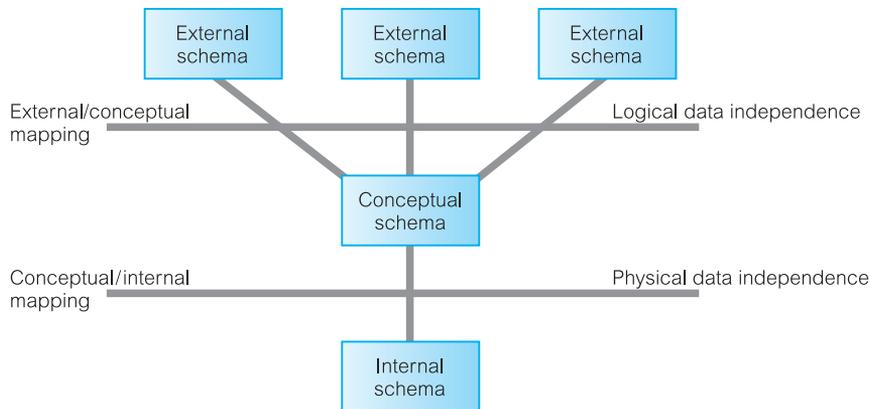 External
schema
External
schema
External
schema
External/conceptual
mapping
Logical data independence
Conceptual
schema
Conceptual/internal
mapping
Physical data independence
Internal
schema